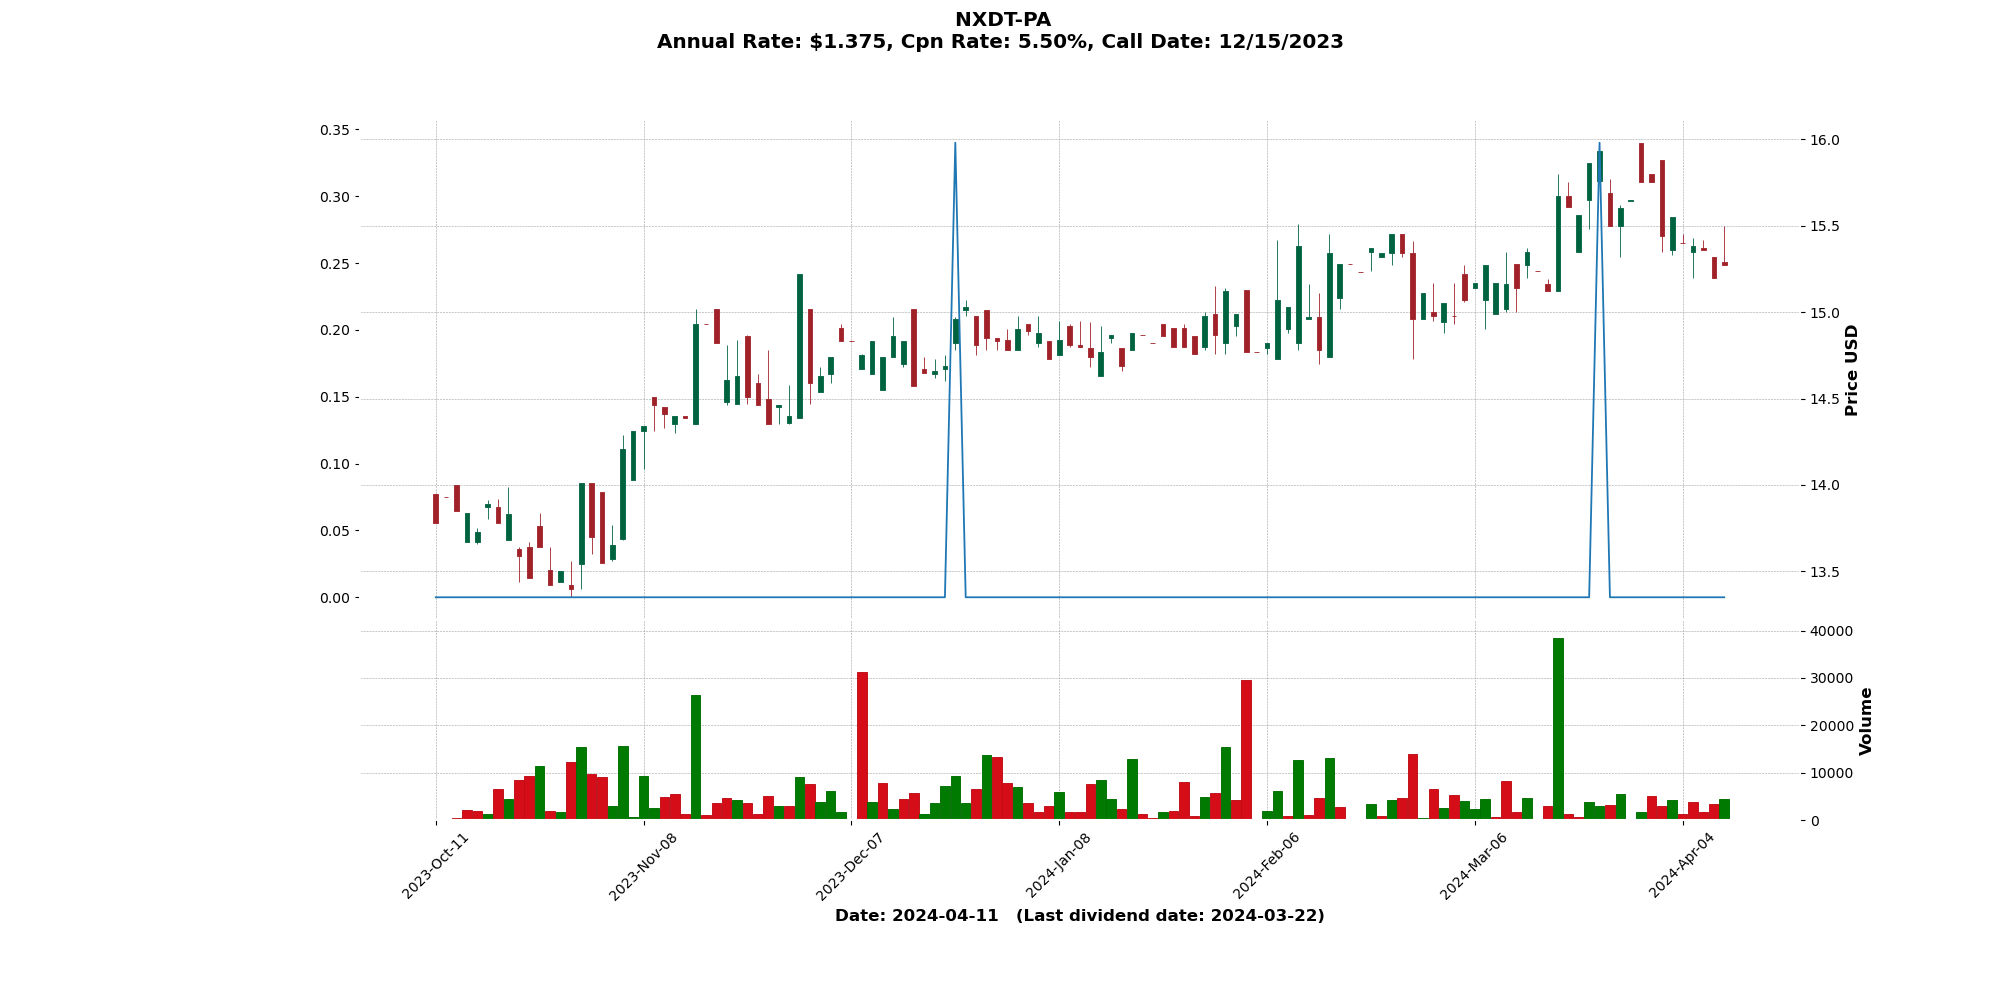 NXDT-PA
Annual Rate: $1.375, Cpn Rate: 5.50%, Call Date: 12/15/2023
0.35
0.30
0.25
0.20
0.15
0.10
0.05
0.00
16.0
15.5
15.0
14.5
14.0
13.5
Price USD
40000
30000
20000
10000
0
Volume
2023-Oct-11
2023-Nov-08
2023-Dec-07
2024-Jan-08
2024-Feb-06
2024-Mar-06
2024-Apr-04
Date: 2024-04-11 (Last dividend date: 2024-03-22)